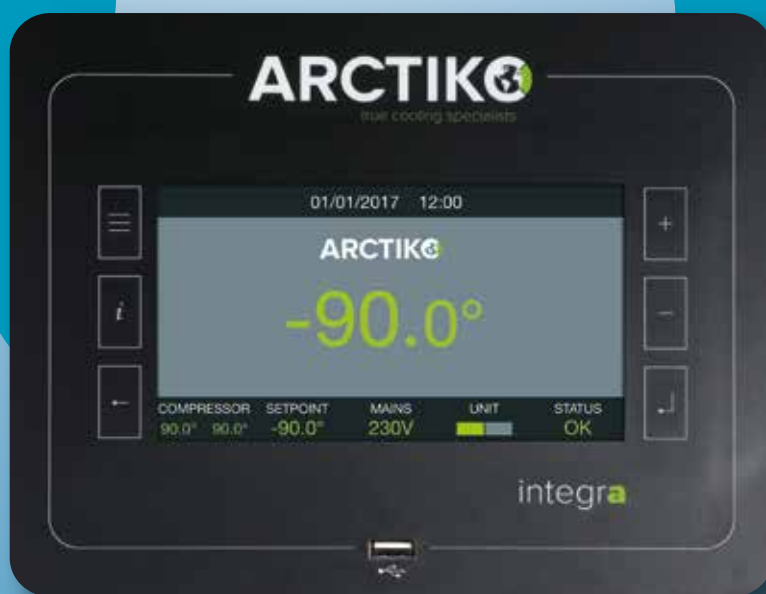 ARCTIKO
true cooling specialists
01/01/2017 12:00
ARCTIKO
-90.0°
COMPRESSOR SETPOINT MAINS UNIT STATUS
90.0° 90.0° -90.0° 230V OK
+
i
−
integra